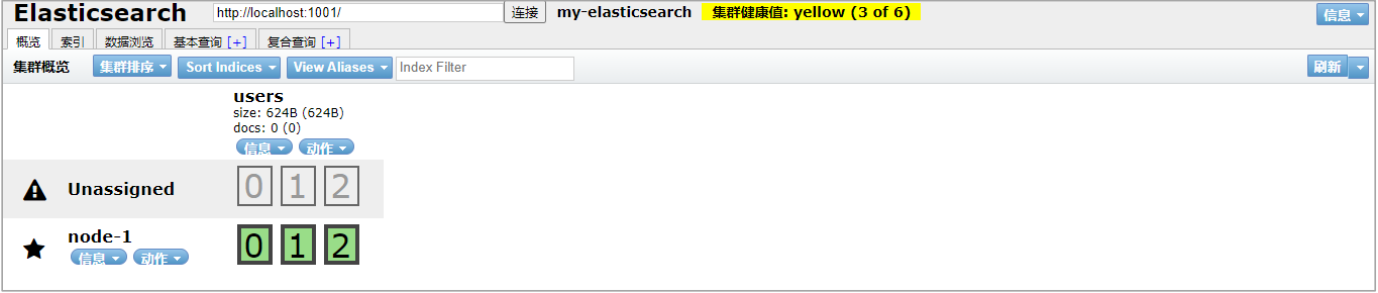 Elasticsearch http://localhost:1001/ 连接 my-elasticsearch 集群健康值: yellow (3 of 6) 信息
概览 索引 数据浏览 基本查询 [+] 复合查询 [+]
集群概览 集群排序 Sort Indices View Aliases Index Filter 刷新
users
size: 624B (624B)
docs: 0 (0)
信息 动作
Unassigned 0 1 2
node-1
信息 动作
0 1 2